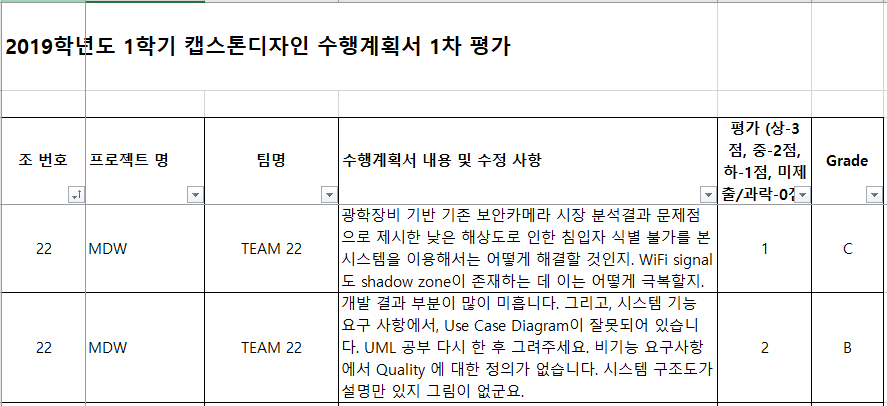 2019학년도 1학기 캡스톤디자인 수행계획서 1차 평가
조 번호
프로젝트 명
팀명
수행계획서 내용 및 수정 사항
평가 (상-3
점, 중-2점,
하-1점, 미제
출/과락-0점
Grade
22
MDW
TEAM 22
광학장비 기반 기존 보안카메라 시장 분석결과 문제점
으로 제시한 낮은 해상도로 인한 침입자 식별 불가를 본
시스템을 이용해서는 어떻게 해결할 것인지. WiFi signal
도 shadow zone이 존재하는 데 이는 어떻게 극복할지.
1
C
22
MDW
TEAM 22
개발 결과 부분이 많이 미흡니다. 그리고, 시스템 기능
요구 사항에서, Use Case Diagram이 잘못되어 있습니
다. UML 공부 다시 한 후 그려주세요. 비기능 요구사항
에서 Quality 에 대한 정의가 없습니다. 시스템 구조도가
설명만 있지 그림이 없군요.
2
B